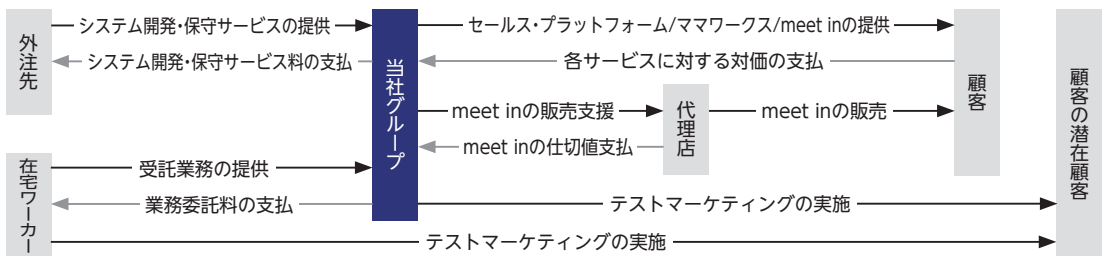 外注先
システム開発・保守サービスの提供
システム開発・保守サービス料の支払
在宅ワーカー
受託業務の提供
業務委託料の支払
当社グループ
セールス・プラットフォーム/ママワークス/meet inの提供
各サービスに対する対価の支払
meet inの販売支援
meet inの仕切値支払
代理店
meet inの販売
顧客
テストマーケティングの実施
テストマーケティングの実施
顧客の潜在顧客